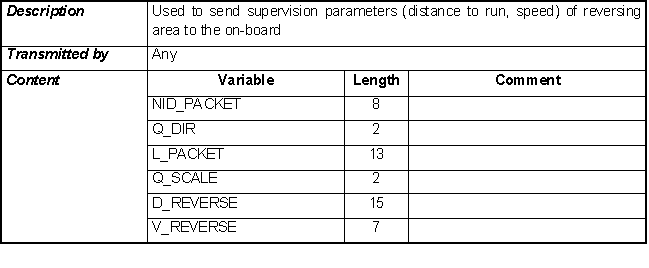 Description Used to send supervision parameters (distance to run, speed) of reversing
area to the on-board
Transmitted by Any
Content Variable Length Comment
NID_PACKET 8
Q_DIR 2
L_PACKET 13
Q_SCALE 2
D_REVERSE 15
V_REVERSE 7